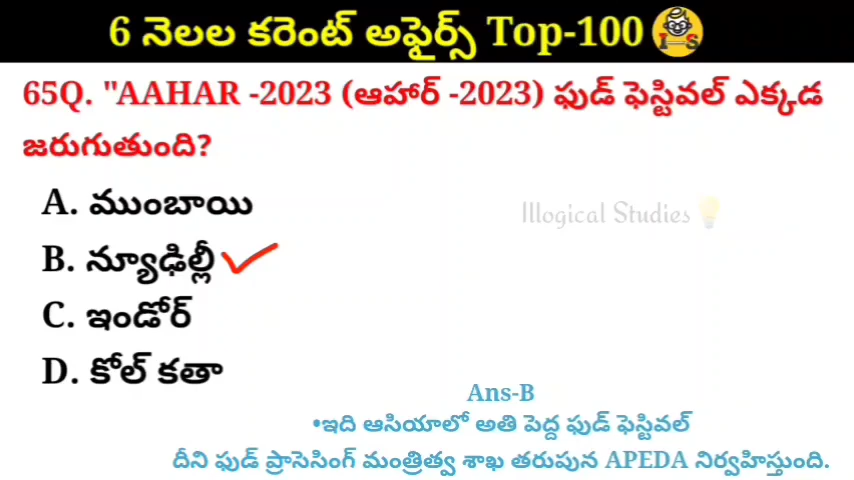 6 నెలల కరెంట్ అఫైర్స్ Top-100
I S
65Q. "AAHAR -2023 (ఆహార్ -2023) ఫుడ్ ఫెస్టివల్ ఎక్కడ
జరుగుతుంది?
A. ముంబాయి
Illogical Studies
B. న్యూఢిల్లీ
C. ఇండోర్
D. కోల్ కతా
Ans-B
•ఇది ఆసియాలో అతి పెద్ద ఫుడ్ ఫెస్టివల్
దీని ఫుడ్ ప్రాసెసింగ్ మంత్రిత్వ శాఖ తరుపున APEDA నిర్వహిస్తుంది.